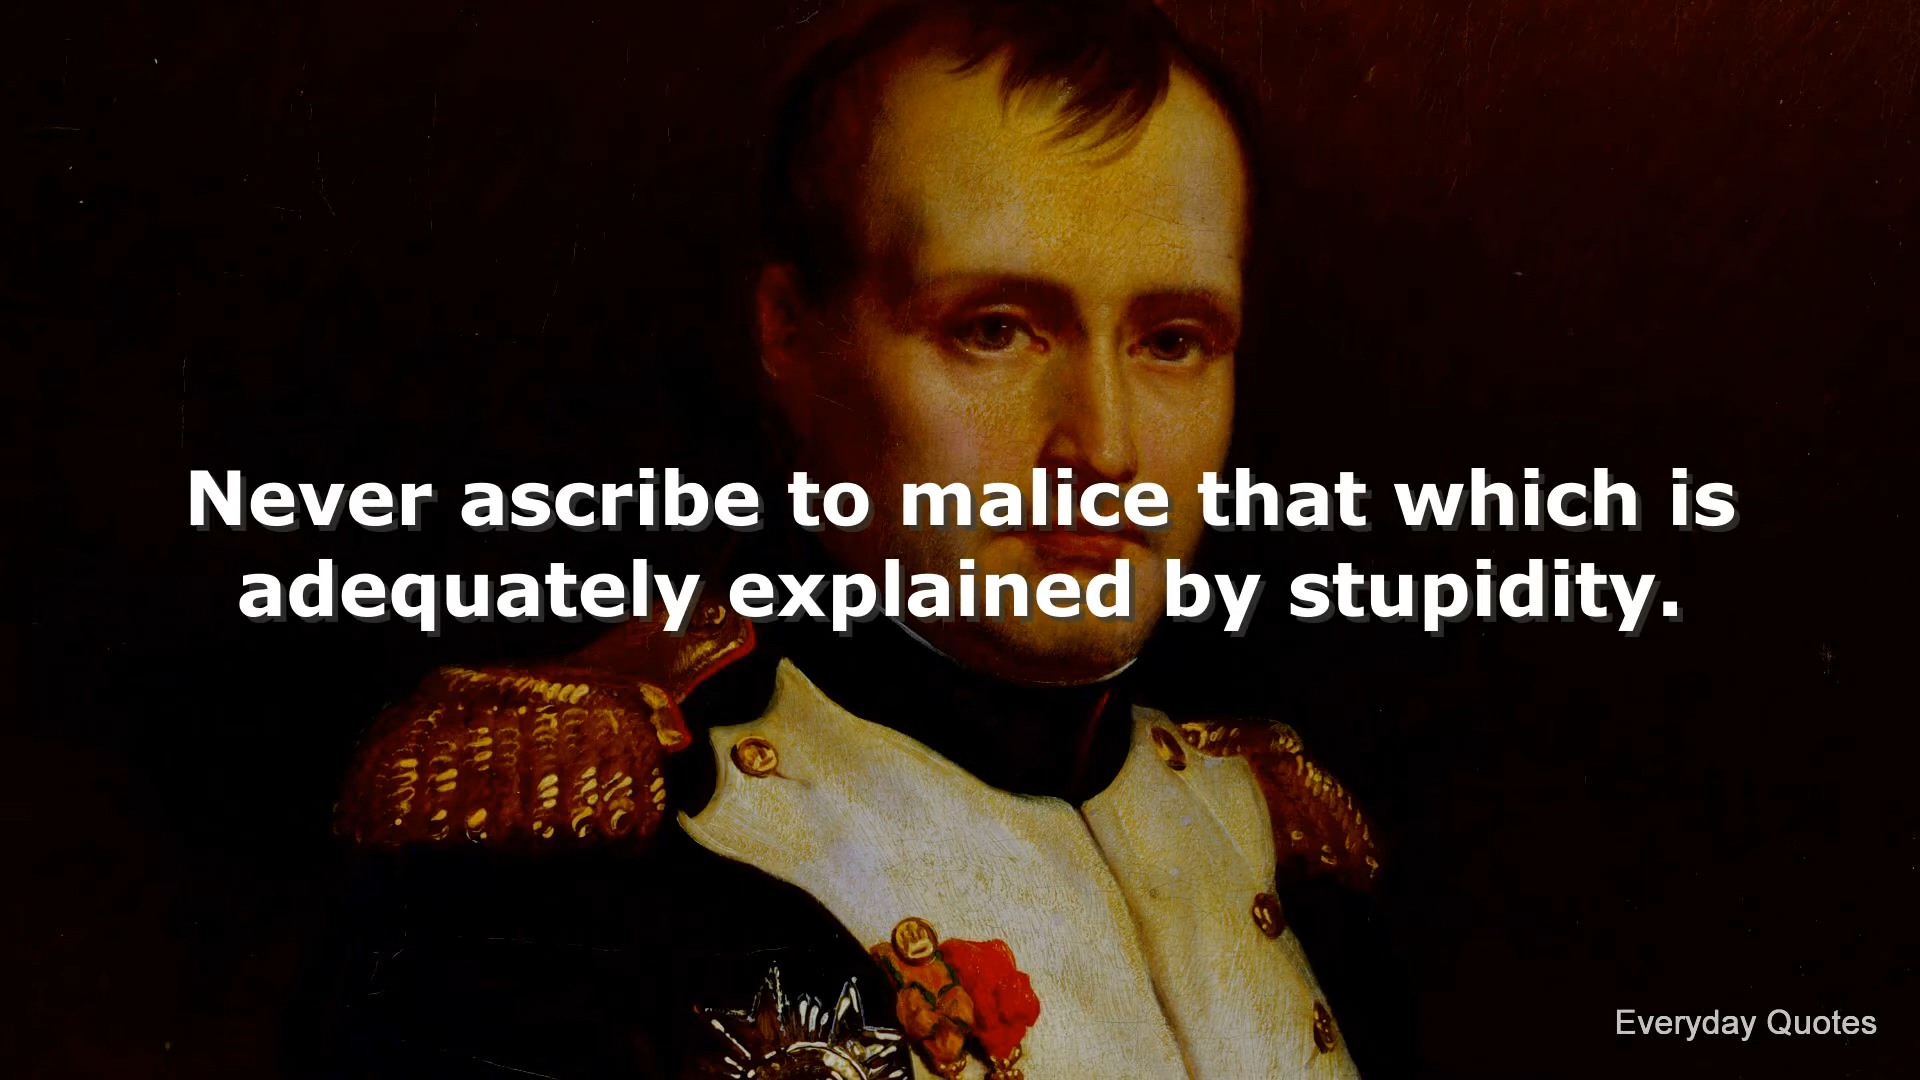 Never ascribe to malice that which is
adequately explained by stupidity.
Everyday Quotes